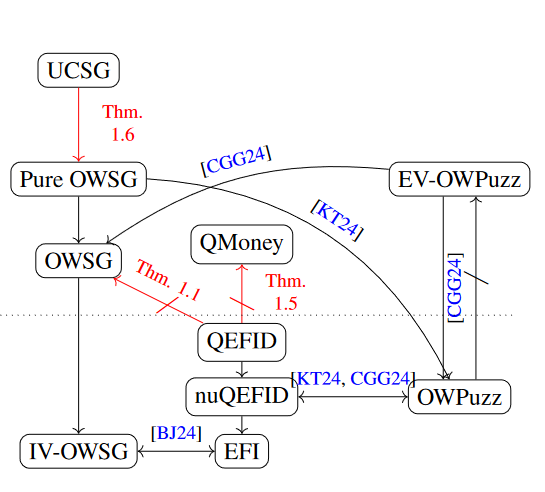 UCSG
Thm.
1.6
[CGG24]
Pure OWSG
EV-OWPuzz
[KT24]
QMoney
OWSG
Thm. 1.1
Thm.
1.5
[CGG24]
QEFID
[KT24, CGG24]
nuQEFID
OWPuzz
[BJ24]
IV-OWSG
EFI